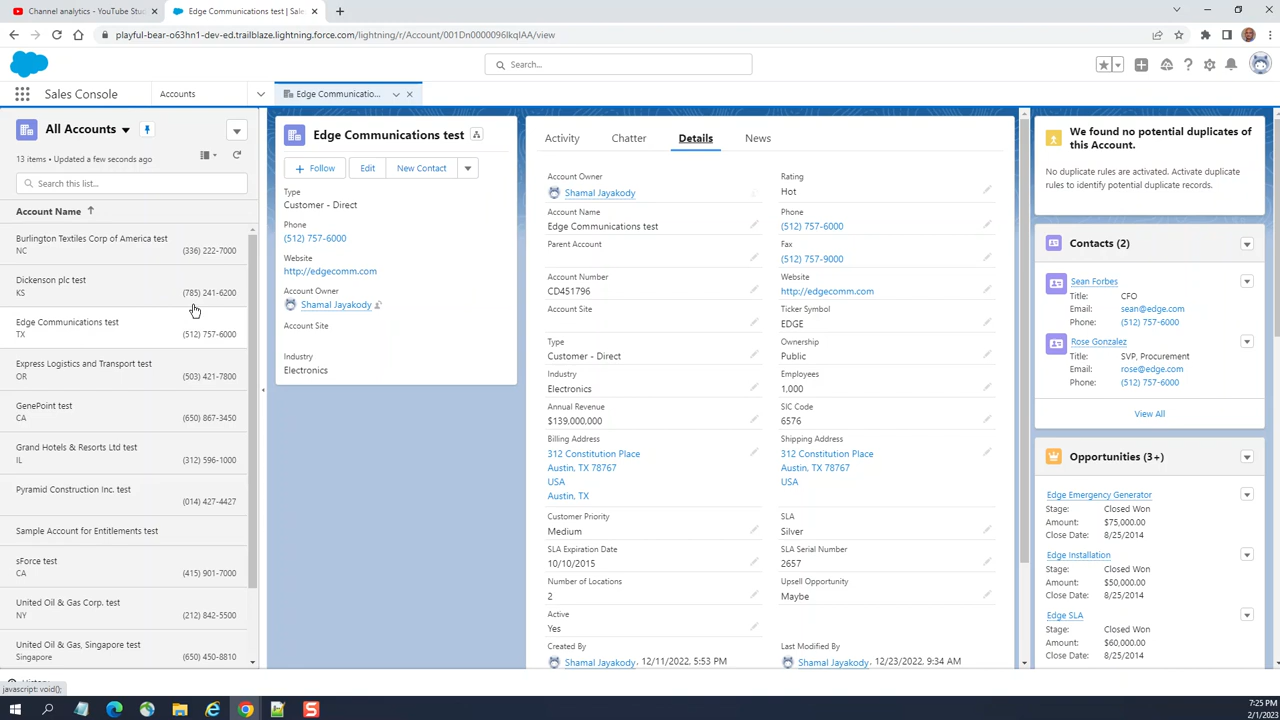 Channel analytics - YouTube Stu
Edge Communications test | Sale
playful-bear-o63hn1-dev-ed.trailblaze.lightning.force.com/lightning/r/Account/001Dn0000096IkqIAA/view
Search...
Sales Console
Accounts
Edge Communicatio...
All Accounts
13 items • Updated a few seconds ago
Search this list...
Account Name
Burlington Textiles Corp of America test
NC
(336) 222-7000
Dickenson plc test
KS
(785) 241-6200
Edge Communications test
TX
(512) 757-6000
Express Logistics and Transport test
OR
(503) 421-7800
GenePoint test
CA
(650) 867-3450
Grand Hotels & Resorts Ltd test
IL
(312) 596-1000
Pyramid Construction Inc. test
(014) 427-4427
Sample Account for Entitlements test
sForce test
CA
(415) 901-7000
United Oil & Gas Corp. test
NY
(212) 842-5500
United Oil & Gas, Singapore test
Singapore
(650) 450-8810
Edge Communications test
Follow
Edit
New Contact
Type
Customer - Direct
Phone
(512) 757-6000
Website
http://edgecomm.com
Account Owner
Shamal Jayakody
Account Site
Industry
Electronics
Activity
Chatter
Details
News
Account Owner
Shamal Jayakody
Rating
Hot
Account Name
Edge Communications test
Phone
(512) 757-6000
Parent Account
Fax
(512) 757-9000
Account Number
CD451796
Website
http://edgecomm.com
Account Site
Ticker Symbol
EDGE
Type
Customer - Direct
Ownership
Public
Industry
Electronics
Employees
1,000
Annual Revenue
$139,000,000
SIC Code
6576
Billing Address
312 Constitution Place
Austin, TX 78767
USA
Austin, TX
Shipping Address
312 Constitution Place
Austin, TX 78767
USA
Customer Priority
Medium
SLA
Silver
SLA Expiration Date
10/10/2015
SLA Serial Number
2657
Number of Locations
2
Upsell Opportunity
Maybe
Active
Yes
Created By
Shamal Jayakody, 12/11/2022, 5:53 PM
Last Modified By
Shamal Jayakody, 12/23/2022, 9:34 AM
We found no potential duplicates of
this Account.
No duplicate rules are activated. Activate duplicate
rules to identify potential duplicate records.
Contacts (2)
Sean Forbes
Title: CFO
Email: sean@edge.com
Phone: (512) 757-6000
Rose Gonzalez
Title: SVP, Procurement
Email: rose@edge.com
Phone: (512) 757-6000
View All
Opportunities (3+)
Edge Emergency Generator
Stage: Closed Won
Amount: $75,000.00
Close Date: 8/25/2014
Edge Installation
Stage: Closed Won
Amount: $50,000.00
Close Date: 8/25/2014
Edge SLA
Stage: Closed Won
Amount: $60,000.00
Close Date: 8/25/2014
History
javascript: void();
7:25 PM
2/1/2023